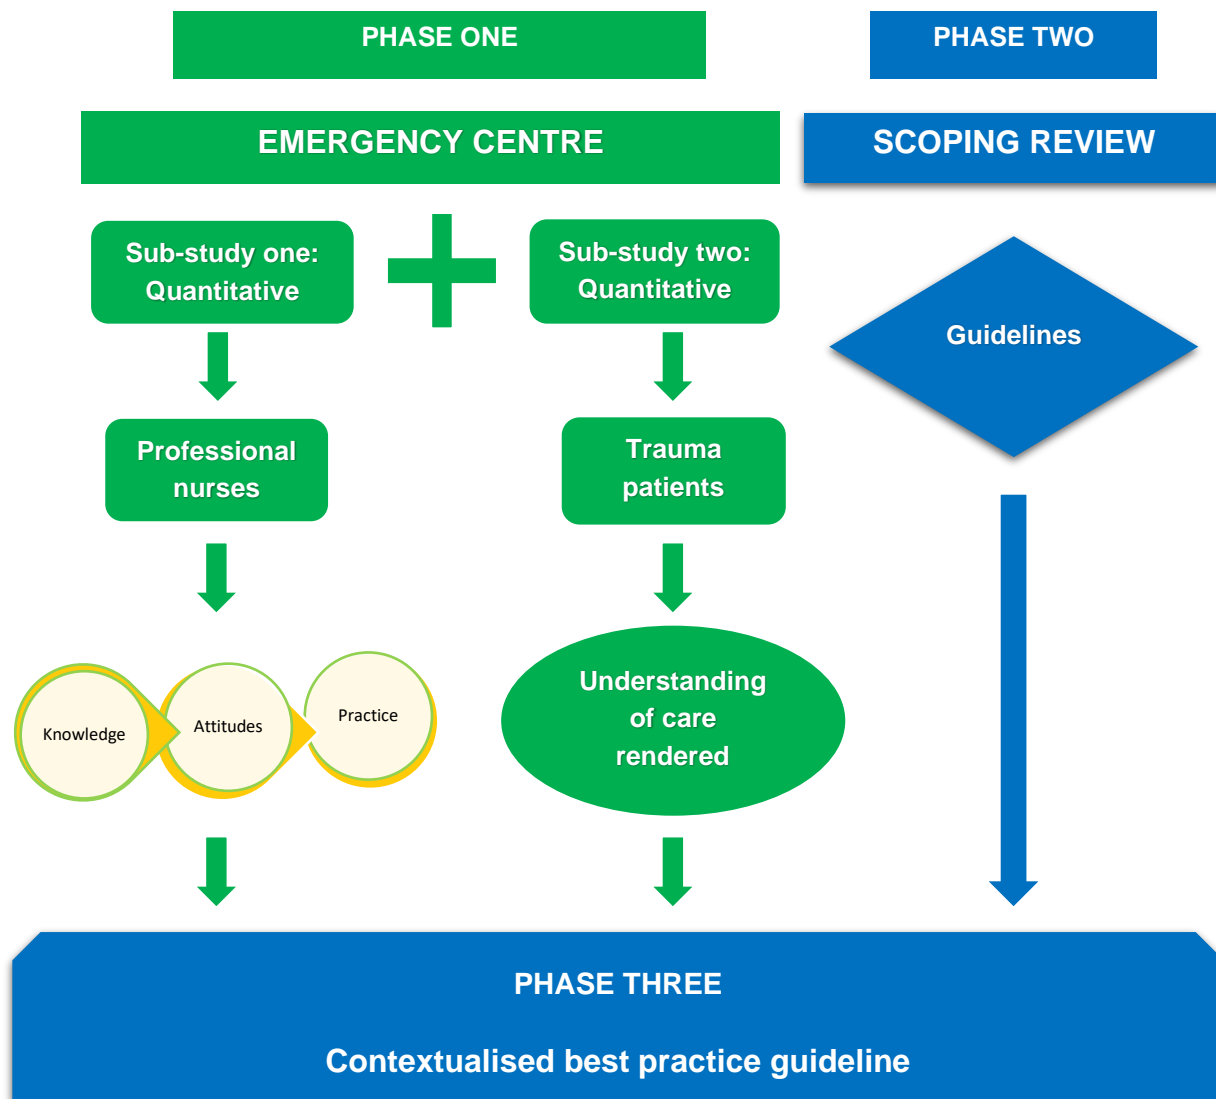 PHASE ONE
PHASE TWO
EMERGENCY CENTRE
SCOPING REVIEW
Sub-study one:
Quantitative
Sub-study two:
Quantitative
Guidelines
Professional
nurses
Trauma
patients
Knowledge
Attitudes
Practice
Understanding
of care
rendered
PHASE THREE
Contextualised best practice guideline